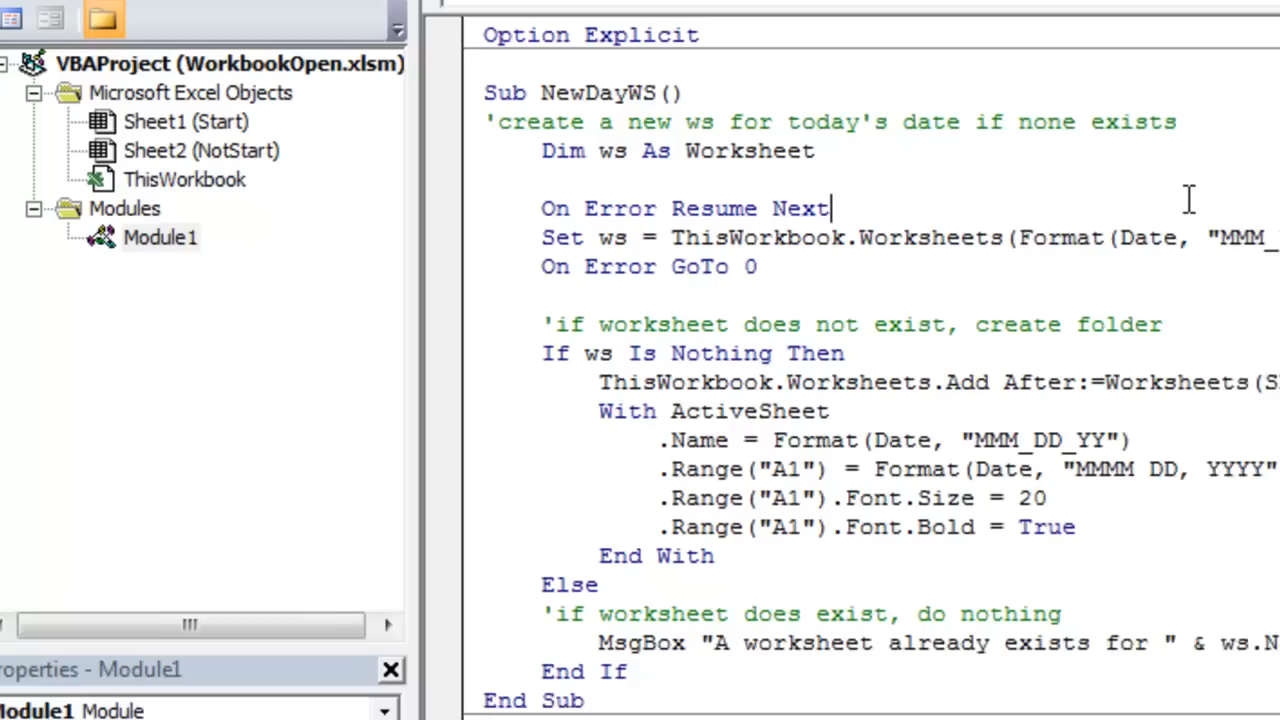 VBAProject (WorkbookOpen.xlsm)
Microsoft Excel Objects
Sheet1 (Start)
Sheet2 (NotStart)
ThisWorkbook
Modules
Module1
roperties - Module1
Module1 Module
Option Explicit
Sub NewDayWS()
'create a new ws for today's date if none exists
Dim ws As Worksheet
On Error Resume Next
Set ws = ThisWorkbook.Worksheets(Format(Date, "MMM_
On Error GoTo 0
'if worksheet does not exist, create folder
If ws Is Nothing Then
ThisWorkbook.Worksheets.Add After:=Worksheets(S
With ActiveSheet
.Name = Format(Date, "MMM_DD_YY")
.Range("A1") = Format(Date, "MMMM DD, YYYY"
.Range("A1").Font.Size = 20
.Range("A1").Font.Bold = True
End With
Else
'if worksheet does exist, do nothing
MsgBox "A worksheet already exists for " & ws.N
End If
End Sub